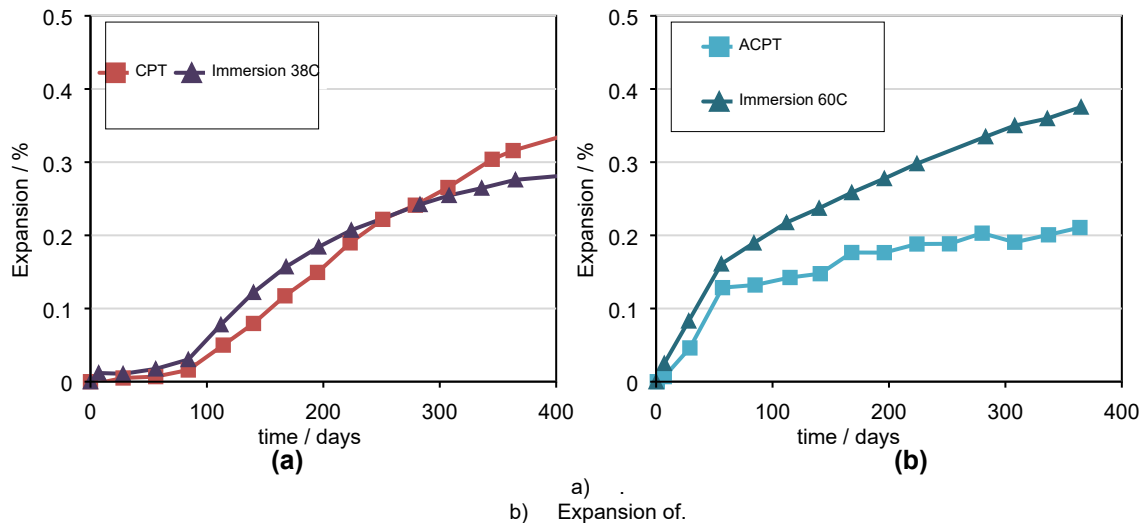 0.5
0.4
0.3
0.2
0.1
0
Expansion / %
CPT
Immersion 38C
0
100
200
300
400
time / days
(a)
0.5
0.4
0.3
0.2
0.1
0
Expansion / %
ACPT
Immersion 60C
0
100
200
300
400
time / days
(b)
a) .
b) Expansion of.